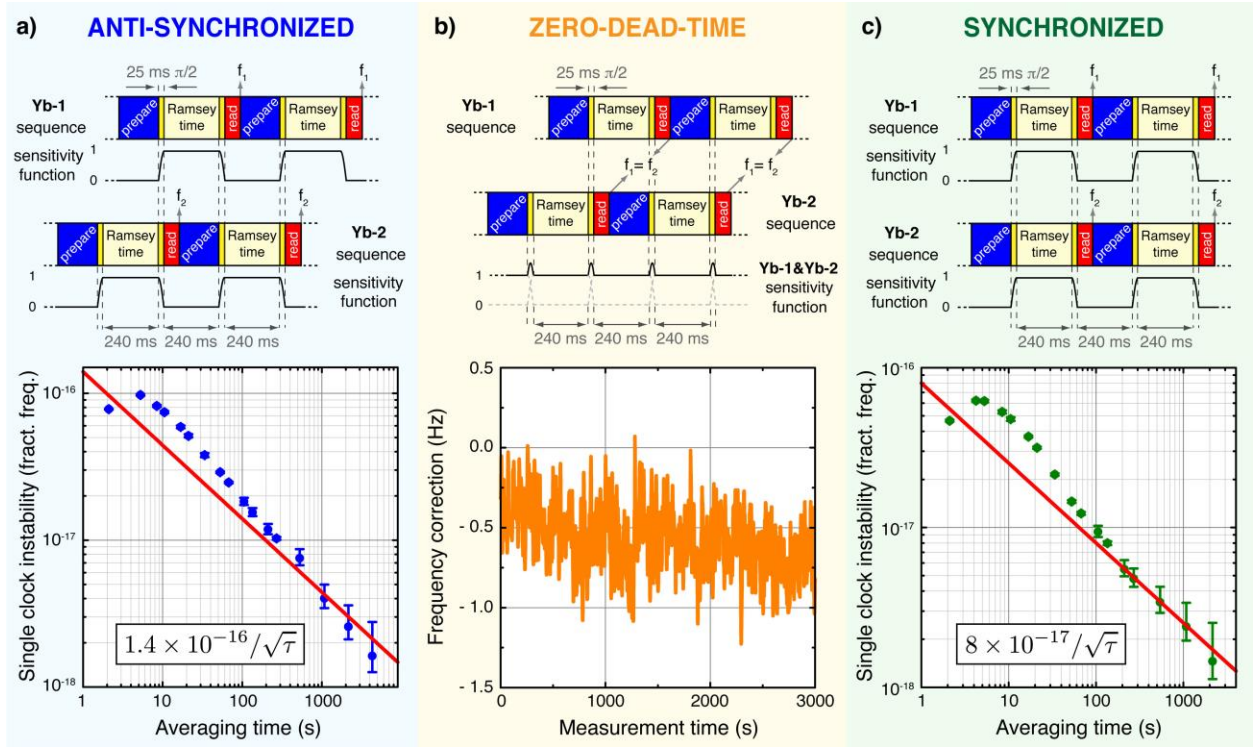 a) ANTI-SYNCHRONIZED
25 ms π/2
f₁
f₁
Yb-1
sequence
prepare
Ramsey
time
read
prepare
Ramsey
time
read
sensitivity
function
1
0
f₂
f₂
prepare
Ramsey
time
read
prepare
Ramsey
time
read
Yb-2
sequence
1
0
sensitivity
function
240 ms
240 ms
240 ms
Single clock instability (fract. freq.)
10⁻¹⁶
10⁻¹⁷
10⁻¹⁸
1.4 × 10⁻¹⁶/√τ
1
10
100
1000
Averaging time (s)
b) ZERO-DEAD-TIME
25 ms π/2
Yb-1
sequence
prepare
Ramsey
time
read
prepare
Ramsey
time
read
f₁= f₂
f₁= f₂
prepare
Ramsey
time
read
prepare
Ramsey
time
read
Yb-2
sequence
1
0
Yb-1&Yb-2
sensitivity
function
240 ms
240 ms
240 ms
Frequency correction (Hz)
0.5
0.0
- 0.5
- 1.0
- 1.5
0
1000
2000
3000
Measurement time (s)
c) SYNCHRONIZED
25 ms π/2
f₁
f₁
Yb-1
sequence
prepare
Ramsey
time
read
prepare
Ramsey
time
read
sensitivity
function
1
0
f₂
f₂
Yb-2
sequence
prepare
Ramsey
time
read
prepare
Ramsey
time
read
sensitivity
function
1
0
240 ms
240 ms
240 ms
Single clock instability (fract. freq.)
10⁻¹⁶
10⁻¹⁷
10⁻¹⁸
8 × 10⁻¹⁷/√τ
1
10
100
1000
Averaging time (s)